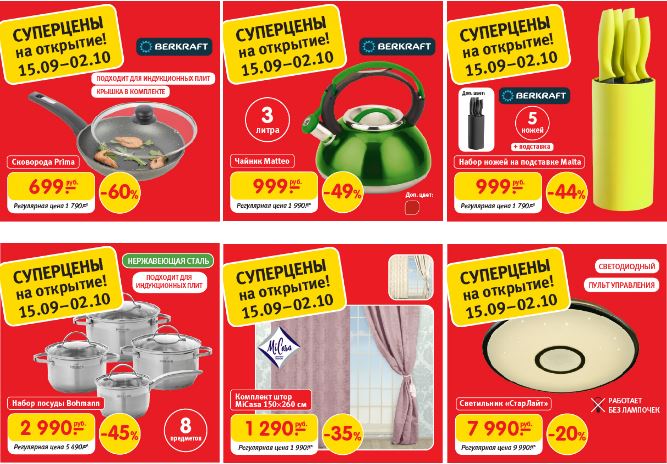 СУПЕРЦЕНЫ
на открытие!
15.09–02.10
BERKRAFT
ПОДХОДИТ ДЛЯ ИНДУКЦИОННЫХ ПЛИТ
КРЫШКА В КОМПЛЕКТЕ
Сковорода Prima
699 руб.
-60%
Регулярная цена 1 790.р*
СУПЕРЦЕНЫ
на открытие!
15.09–02.10
BERKRAFT
3
литра
Чайник Matteo
999 руб.
-49%
Регулярная цена 1 990.р*
Доп. цвет:
СУПЕРЦЕНЫ
на открытие!
15.09–02.10
Доп. цвет:
BERKRAFT
5
ножей
+ подставка
Набор ножей на подставке Malta
999 руб.
-44%
Регулярная цена 1 790.р*
СУПЕРЦЕНЫ
на открытие!
15.09–02.10
НЕРЖАВЕЮЩАЯ СТАЛЬ
ПОДХОДИТ ДЛЯ
ИНДУКЦИОННЫХ ПЛИТ
Набор посуды Bohmann
2 990 руб.
-45%
Регулярная цена 5 490.р*
8
предметов
СУПЕРЦЕНЫ
на открытие!
15.09–02.10
MiCasa
Комплект штор
MiCasa 150×260 см
1 290 руб.
-35%
Регулярная цена 1 990.р*
СУПЕРЦЕНЫ
на открытие!
15.09–02.10
СВЕТОДИОДНЫЙ
ПУЛЬТ УПРАВЛЕНИЯ
Светильник «СтарЛайт»
РАБОТАЕТ
БЕЗ ЛАМПОЧЕК
7 990 руб.
-20%
Регулярная цена 9 990.р*